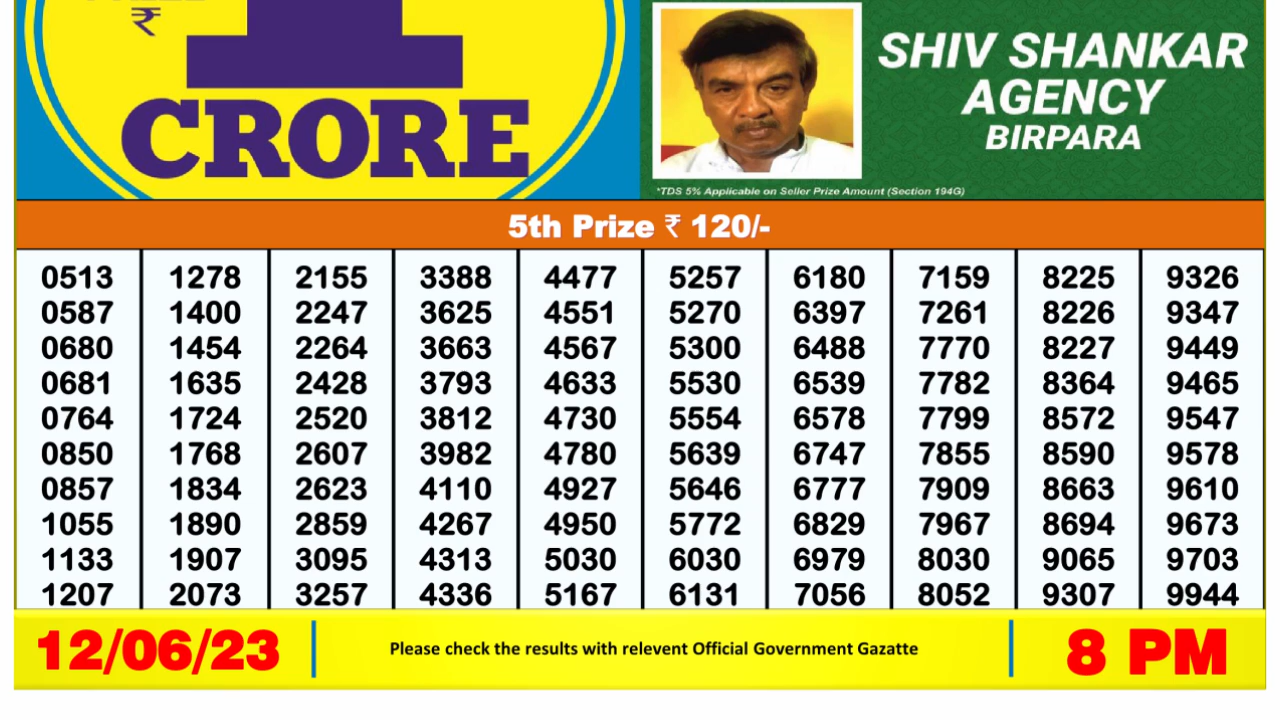 ₹
1
CRORE
SHIV SHANKAR
AGENCY
BIRPARA
*TDS 5% Applicable on Seller Prize Amount (Section 194G)
5th Prize ₹ 120/-
0513 1278 2155 3388 4477 5257 6180 7159 8225 9326
0587 1400 2247 3625 4551 5270 6397 7261 8226 9347
0680 1454 2264 3663 4567 5300 6488 7770 8227 9449
0681 1635 2428 3793 4633 5530 6539 7782 8364 9465
0764 1724 2520 3812 4730 5554 6578 7799 8572 9547
0850 1768 2607 3982 4780 5639 6747 7855 8590 9578
0857 1834 2623 4110 4927 5646 6777 7909 8663 9610
1055 1890 2859 4267 4950 5772 6829 7967 8694 9673
1133 1907 3095 4313 5030 6030 6979 8030 9065 9703
1207 2073 3257 4336 5167 6131 7056 8052 9307 9944
12/06/23 Please check the results with relevent Official Government Gazatte 8 PM